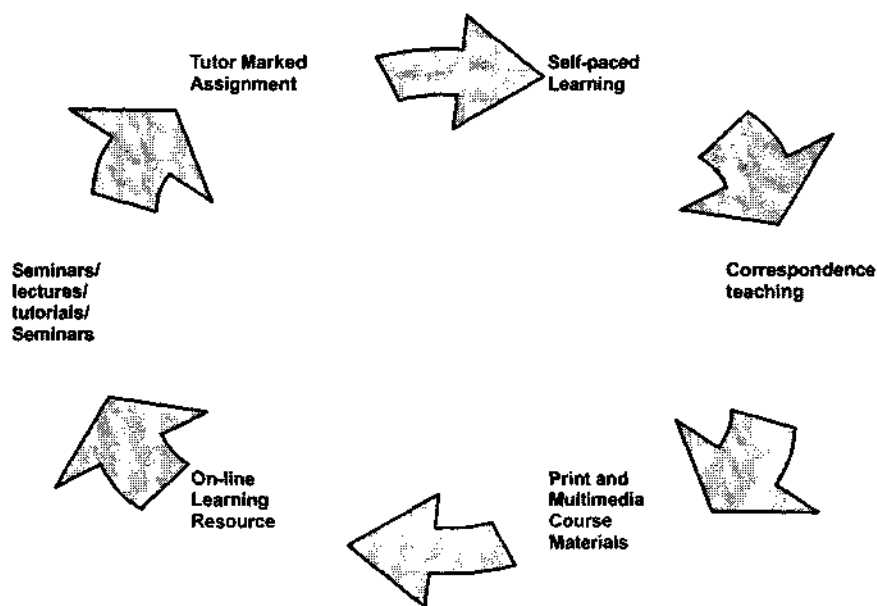 Tutor Marked
Assignment
Self-paced
Learning
Correspondence
teaching
Print and
Multimedia
Course
Materials
On-line
Learning
Resource
Seminars/
lectures/
tutorials/
Seminars